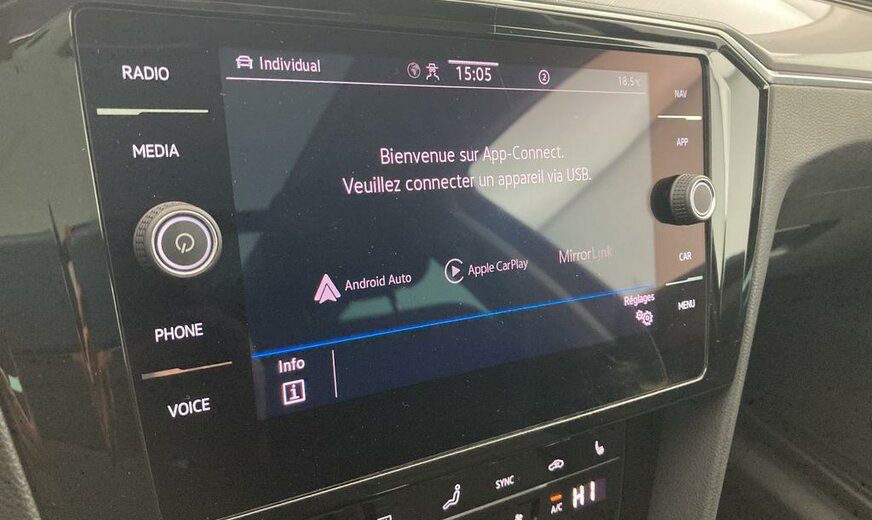 RADIO
MEDIA
PHONE
VOICE
Individual
15:05
2
18.5°C
Bienvenue sur App-Connect.
Veuillez connecter un appareil via USB.
Android Auto
Apple CarPlay
MirrorLink
Réglages
Info
i
NAV
APP
CAR
MENU
SYNC
A/C
HI